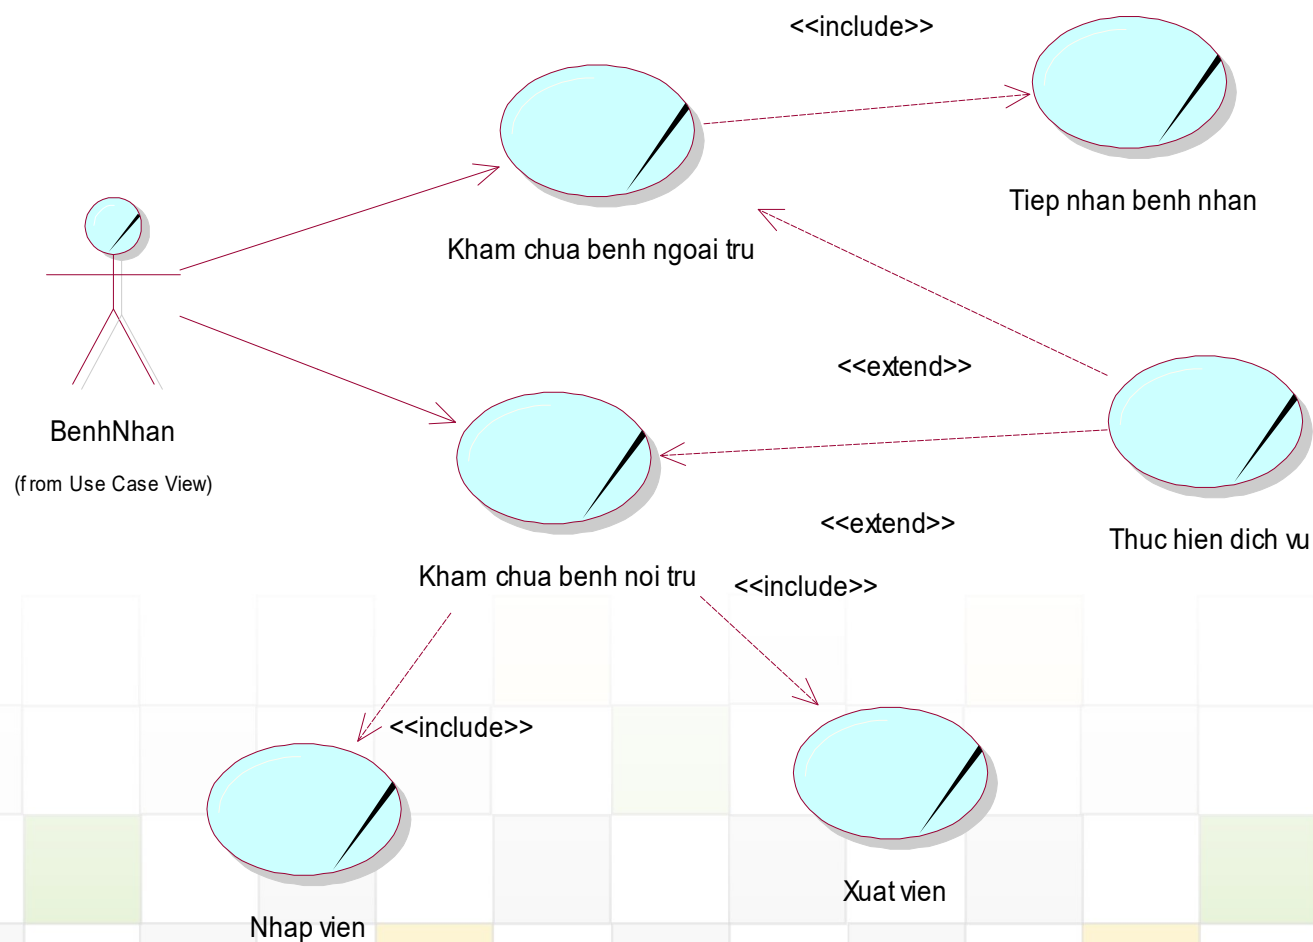 <<include>>
Tiep nhan benh nhan
Kham chua benh ngoai tru
<<extend>>
BenhNhan
(from Use Case View)
<<extend>>
Thuc hien dich vu
Kham chua benh noi tru
<<include>>
<<include>>
Xuat vien
Nhap vien